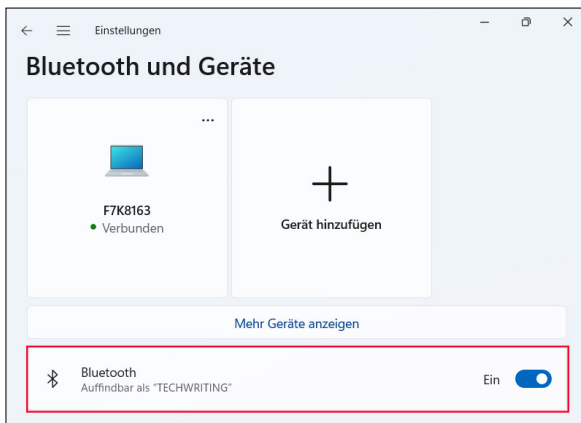 Einstellungen
Bluetooth und Geräte
F7K8163
Verbunden
Gerät hinzufügen
Mehr Geräte anzeigen
Bluetooth
Auffindbar als "TECHWRITING"
Ein